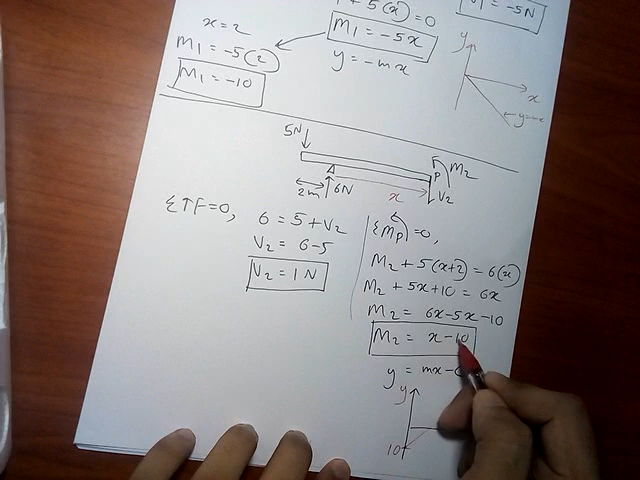 + 5(x) = 0
V1 = -5N
x = 2
M1 = -5x
M1 = -5(2)
y = -mx
M1 = -10
y
x
y=-mx
5N
M2
P
V2
2m
6N
x
Σ↑F=0,
6 = 5+V2
V2 = 6-5
V2 = 1 N
ΣMp) =0,
M2 + 5(x+2) = 6(x)
M2 + 5x+10 = 6x
M2 = 6x-5x-10
M2 = x-10
y = mx-
y
10